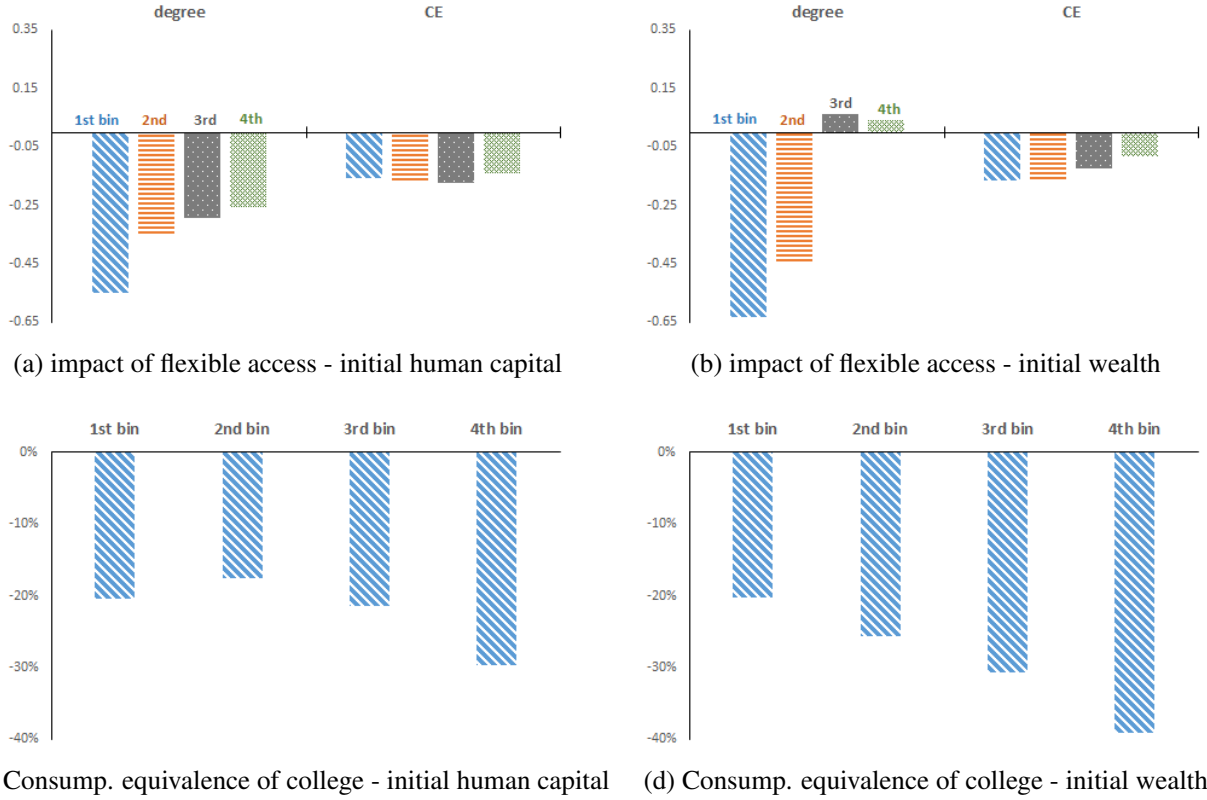 degree CE
0.35
0.15
1st bin 2nd 3rd 4th
-0.05
-0.25
-0.45
-0.65
(a) impact of flexible access - initial human capital
degree CE
0.35
0.15
1st bin 2nd 3rd 4th
-0.05
-0.25
-0.45
-0.65
(b) impact of flexible access - initial wealth
1st bin 2nd bin 3rd bin 4th bin
0%
-10%
-20%
-30%
-40%
Consump. equivalence of college - initial human capital
1st bin 2nd bin 3rd bin 4th bin
0%
-10%
-20%
-30%
-40%
(d) Consump. equivalence of college - initial wealth